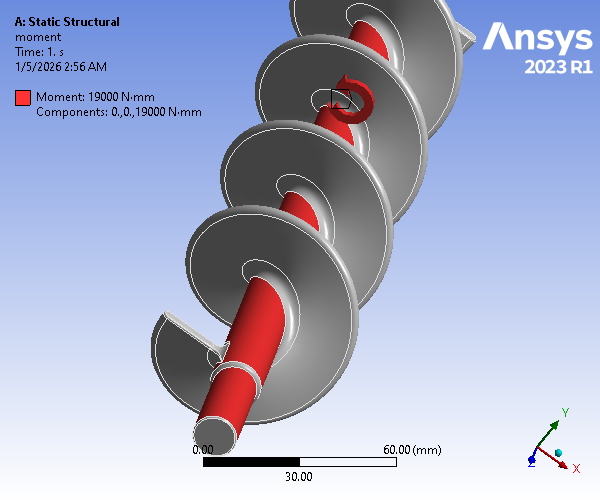 A: Static Structural
moment
Time: 1. s
1/5/2026 2:56 AM
Moment: 19000 N·mm
Components: 0.,0.,19000 N·mm
Ansys
2023 R1
0.00
60.00 (mm)
30.00
Y
Z
X